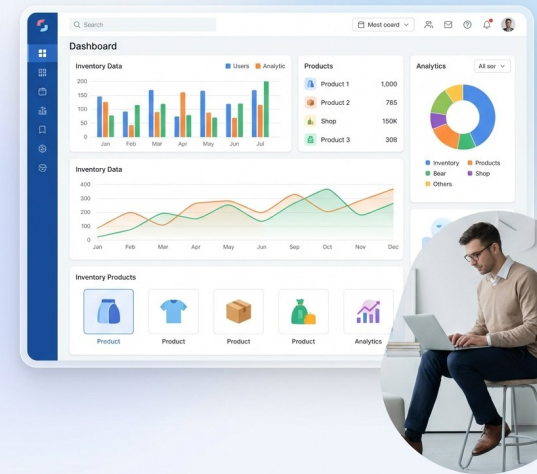 Search
Most ooard
Dashboard
Inventory Data
Users
Analytic
200
150
100
50
0
Jan
Feb
Mar
Apr
May
Jun
Jul
Products
Product 1 1,000
Product 2 765
Shop 150K
Product 3 308
Analytics
All sor
Inventory
Products
Bear
Shop
Others
Inventory Data
400
300
200
100
0
Jan
Feb
Mar
Apr
May
Jun
Sep
Oct
Nov
Dec
Inventory Products
Product
Product
Product
Product
Analytics